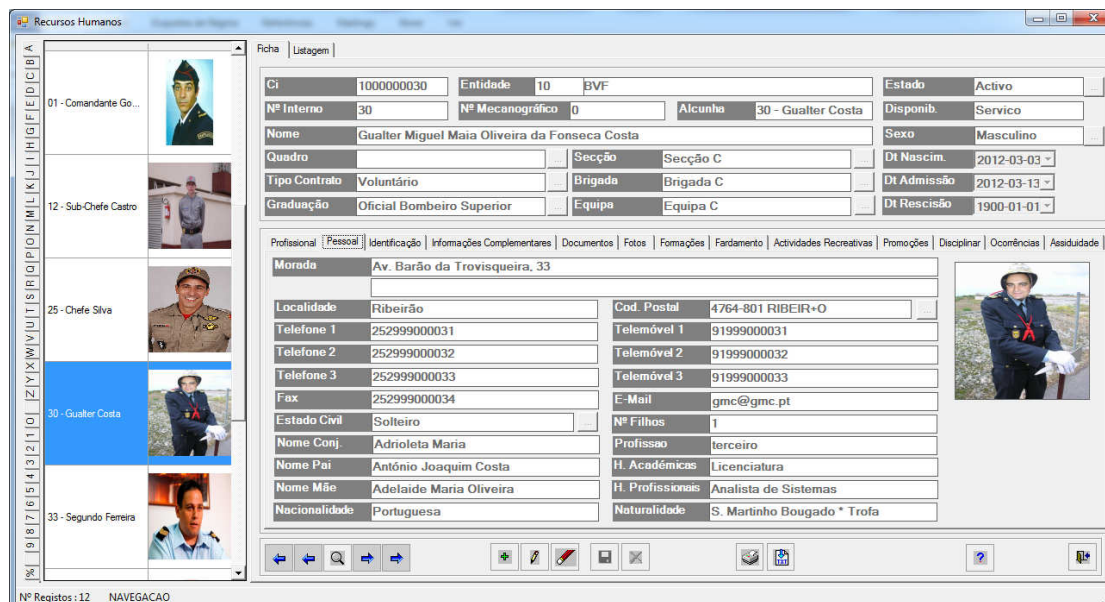 Recursos Humanos
A B C D E F G H I J K L M N O P Q R S T U V W X Y Z | 0 1 2 3 4 5 6 7 8 9 | %
01 - Comandante Go...
12 - Sub-Chefe Castro
25 - Chefe Silva
30 - Gualter Costa
33 - Segundo Ferreira
Ficha Listagem
Ci 1000000030 Entidade 10 BVF Estado Activo ...
Nº Interno 30 Nº Mecanográfico 0 Alcunha 30 - Gualter Costa Disponib. Servico
Nome Gualter Miguel Maia Oliveira da Fonseca Costa Sexo Masculino ...
Quadro ... Secção Secção C ... Dt Nascim. 2012-03-03
Tipo Contrato Voluntário ... Brigada Brigada C ... Dt Admissão 2012-03-13
Graduação Oficial Bombeiro Superior ... Equipa Equipa C ... Dt Rescisão 1900-01-01
Profissional Pessoal Identificação Informações Complementares Documentos Fotos Formações Fardamento Actividades Recreativas Promoções Disciplinar Ocorrências Assiduidade
Morada Av. Barão da Trovisqueira, 33
Localidade Ribeirão Cod. Postal 4764-801 RIBEIR+O ...
Telefone 1 252999000031 Telemóvel 1 91999000031
Telefone 2 252999000032 Telemóvel 2 91999000032
Telefone 3 252999000033 Telemóvel 3 91999000033
Fax 252999000034 E-Mail gmc@gmc.pt
Estado Civil Solteiro ... Nº Filhos 1
Nome Conj. Adrioleta Maria Profissao terceiro
Nome Pai António Joaquim Costa H. Académicas Licenciatura
Nome Mãe Adelaide Maria Oliveira H. Profissionais Analista de Sistemas
Nacionalidade Portuguesa Naturalidade S. Martinho Bougado * Trofa
TXT ?
Nº Registos : 12 NAVEGACAO